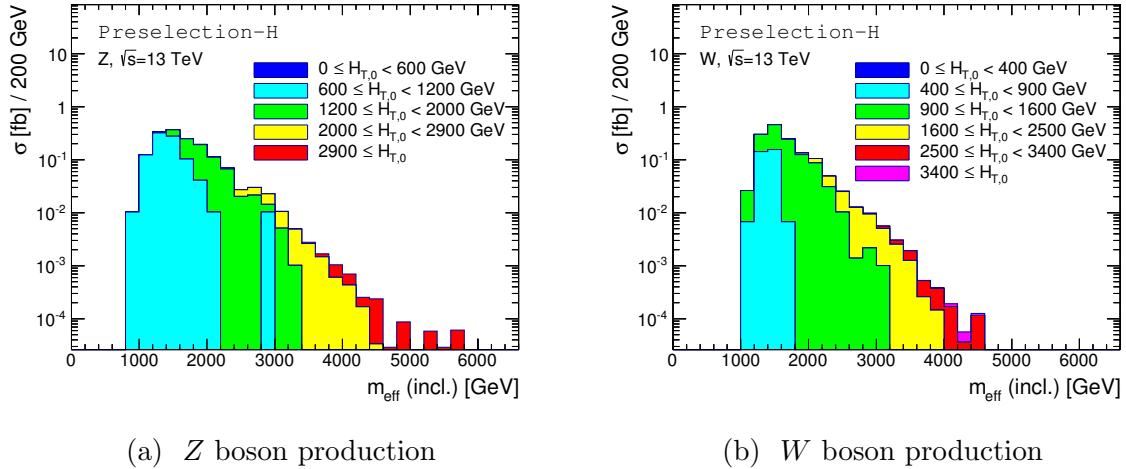 Preselection-H
Z, √s=13 TeV
0 ≤ H_T,0 < 600 GeV
600 ≤ H_T,0 < 1200 GeV
1200 ≤ H_T,0 < 2000 GeV
2000 ≤ H_T,0 < 2900 GeV
2900 ≤ H_T,0
σ [fb] / 200 GeV
10
1
10^-1
10^-2
10^-3
10^-4
0 1000 2000 3000 4000 5000 6000
m_eff (incl.) [GeV]
(a) Z boson production
Preselection-H
W, √s=13 TeV
0 ≤ H_T,0 < 400 GeV
400 ≤ H_T,0 < 900 GeV
900 ≤ H_T,0 < 1600 GeV
1600 ≤ H_T,0 < 2500 GeV
2500 ≤ H_T,0 < 3400 GeV
3400 ≤ H_T,0
σ [fb] / 200 GeV
10
1
10^-1
10^-2
10^-3
10^-4
0 1000 2000 3000 4000 5000 6000
m_eff (incl.) [GeV]
(b) W boson production